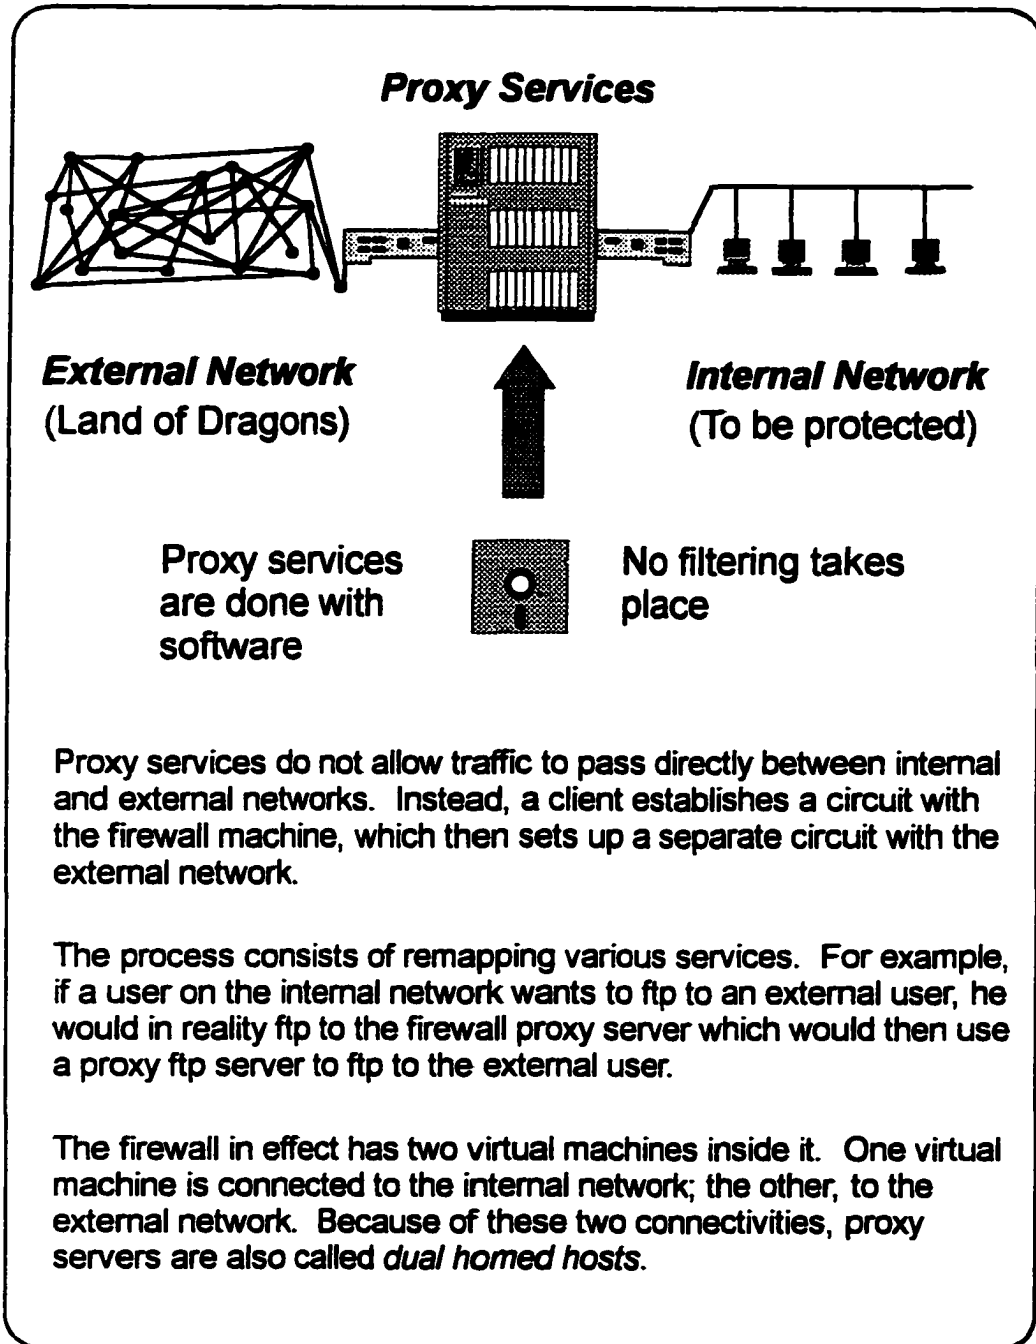 Proxy Services
External Network
(Land of Dragons)
Internal Network
(To be protected)
Proxy services
are done with
software
No filtering takes
place
Proxy services do not allow traffic to pass directly between internal
and external networks. Instead, a client establishes a circuit with
the firewall machine, which then sets up a separate circuit with the
external network.
The process consists of remapping various services. For example,
if a user on the internal network wants to ftp to an external user, he
would in reality ftp to the firewall proxy server which would then use
a proxy ftp server to ftp to the external user.
The firewall in effect has two virtual machines inside it. One virtual
machine is connected to the internal network; the other, to the
external network. Because of these two connectivities, proxy
servers are also called dual homed hosts.